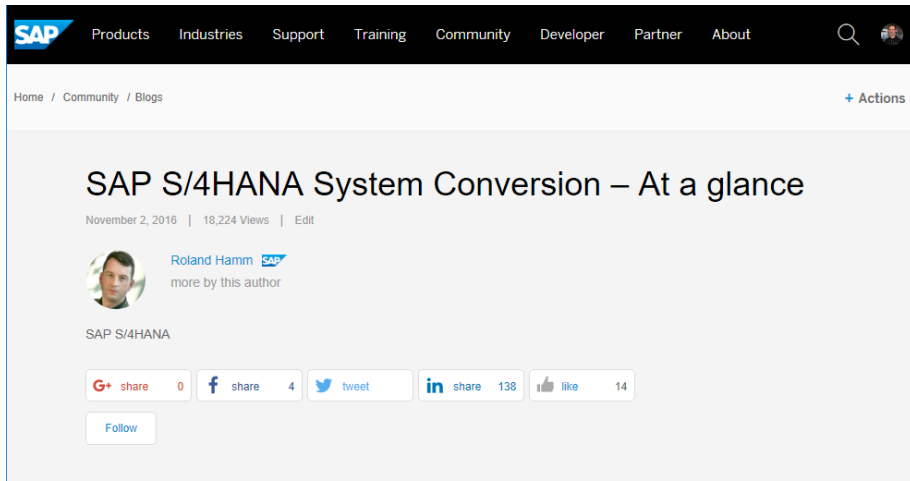 SAP Products Industries Support Training Community Developer Partner About
Home / Community / Blogs + Actions
SAP S/4HANA System Conversion – At a glance
November 2, 2016 | 18,224 Views | Edit
Roland Hamm SAP
more by this author
SAP S/4HANA
G+ share 0 f share 4 tweet in share 138 like 14
Follow